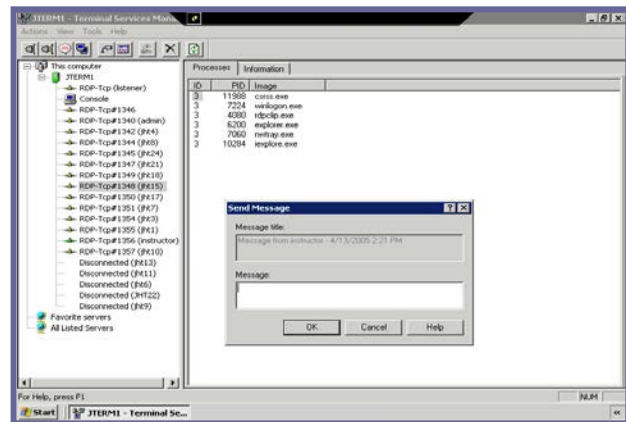 JTERM1 - Terminal Services Mana
Actions View Tools Help
This computer
JTERM1
RDP-Tcp (listener)
Console
RDP-Tcp#1346
RDP-Tcp#1340 (admin)
RDP-Tcp#1342 (jht4)
RDP-Tcp#1344 (jht8)
RDP-Tcp#1345 (jht24)
RDP-Tcp#1347 (jht21)
RDP-Tcp#1349 (jht18)
RDP-Tcp#1348 (jht15)
RDP-Tcp#1350 (jht17)
RDP-Tcp#1351 (jht7)
RDP-Tcp#1354 (jht3)
RDP-Tcp#1355 (jht1)
RDP-Tcp#1356 (instructor)
RDP-Tcp#1357 (jht10)
Disconnected (jht13)
Disconnected (jht11)
Disconnected (jht6)
Disconnected (JHT22)
Disconnected (jht9)
Favorite servers
All Listed Servers
Processes Information
ID PID Image
3 11988 csrss.exe
3 7224 winlogon.exe
3 4080 rdpclip.exe
3 6200 explorer.exe
3 7060 nwtray.exe
3 10284 iexplore.exe
Send Message
Message title:
Message from instructor - 4/13/2005 2:21 PM
Message:
OK Cancel Help
For Help, press F1
NUM
Start JTERM1 - Terminal Se...